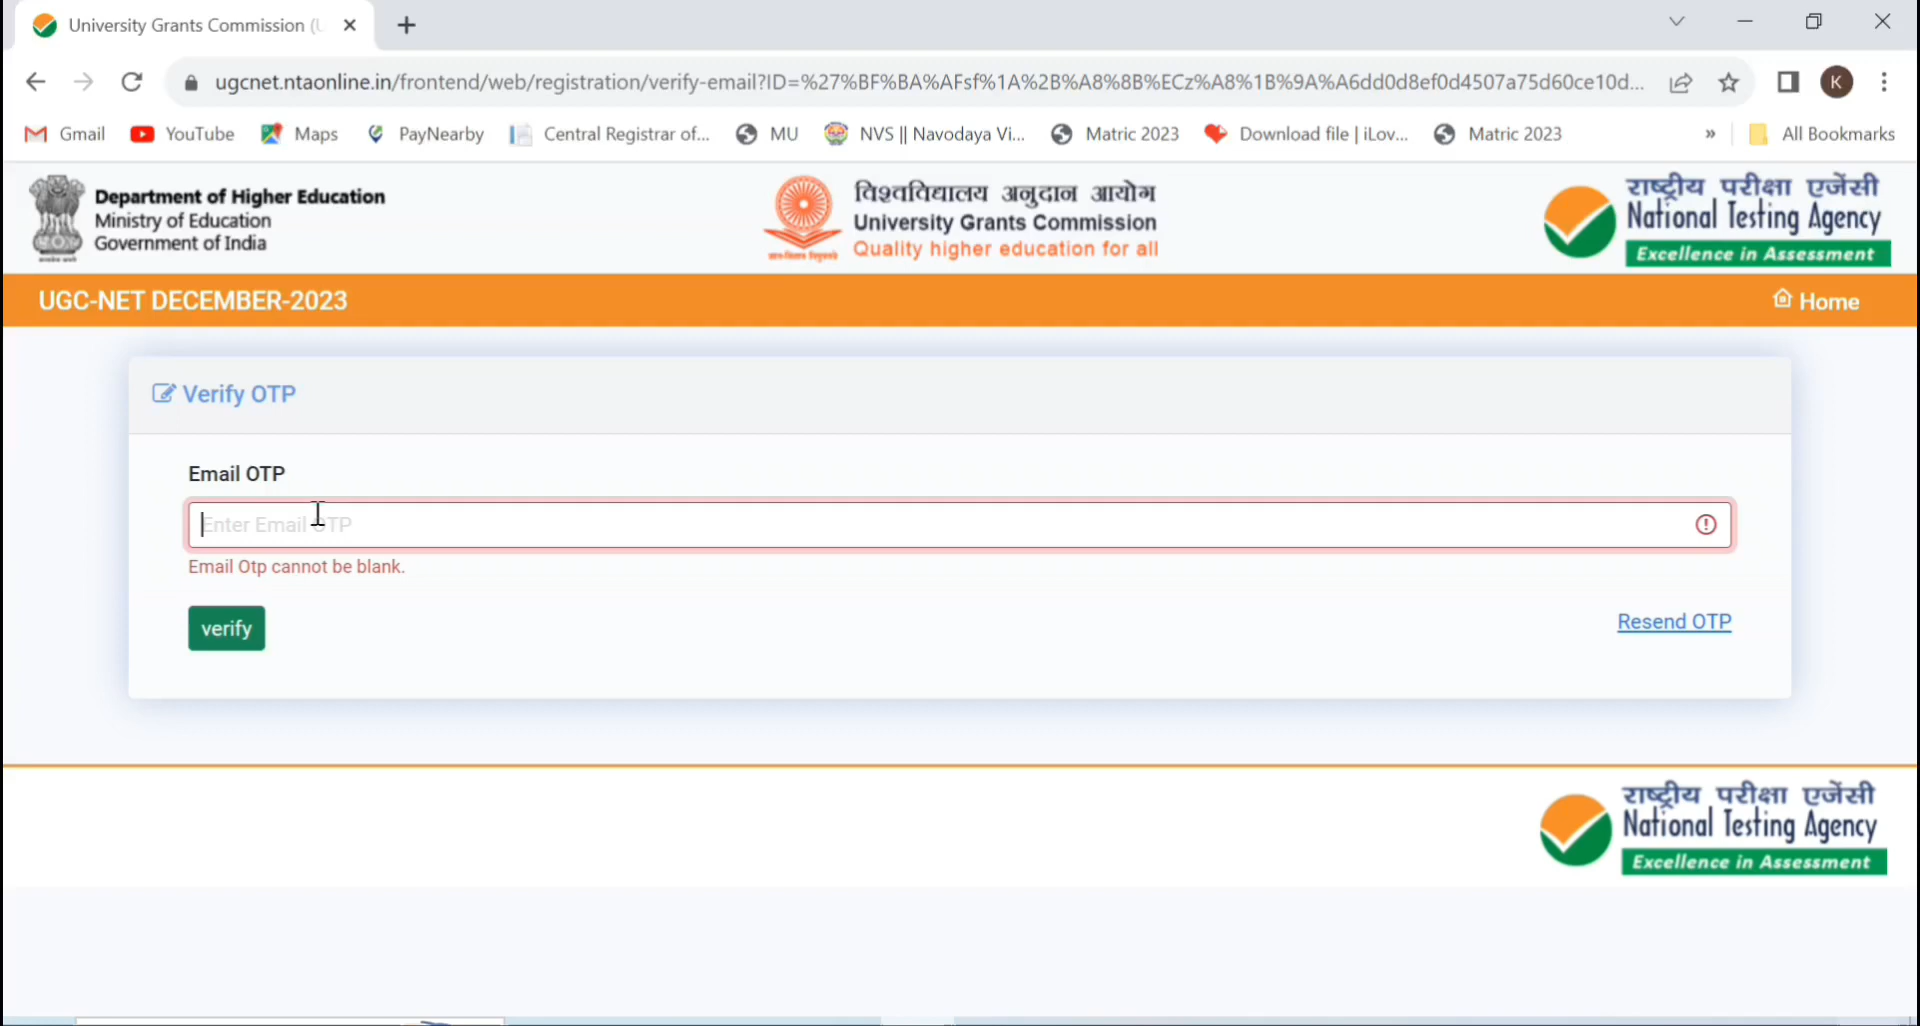 University Grants Commission (U
ugcnet.ntaonline.in/frontend/web/registration/verify-email?ID=%27%BF%BA%AFsf%1A%2B%A8%8B%ECz%A8%1B%9A%A6dd0d8ef0d4507a75d60ce10d...
K
Gmail YouTube Maps PayNearby Central Registrar of... MU NVS || Navodaya Vi... Matric 2023 Download file | iLov... Matric 2023 » All Bookmarks
Department of Higher Education
Ministry of Education
Government of India
विश्वविद्यालय अनुदान आयोग
University Grants Commission
Quality higher education for all
राष्ट्रीय परीक्षा एजेंसी
National Testing Agency
Excellence in Assessment
UGC-NET DECEMBER-2023
Home
Verify OTP
Email OTP
Enter Email OTP
Email Otp cannot be blank.
verify
Resend OTP
राष्ट्रीय परीक्षा एजेंसी
National Testing Agency
Excellence in Assessment